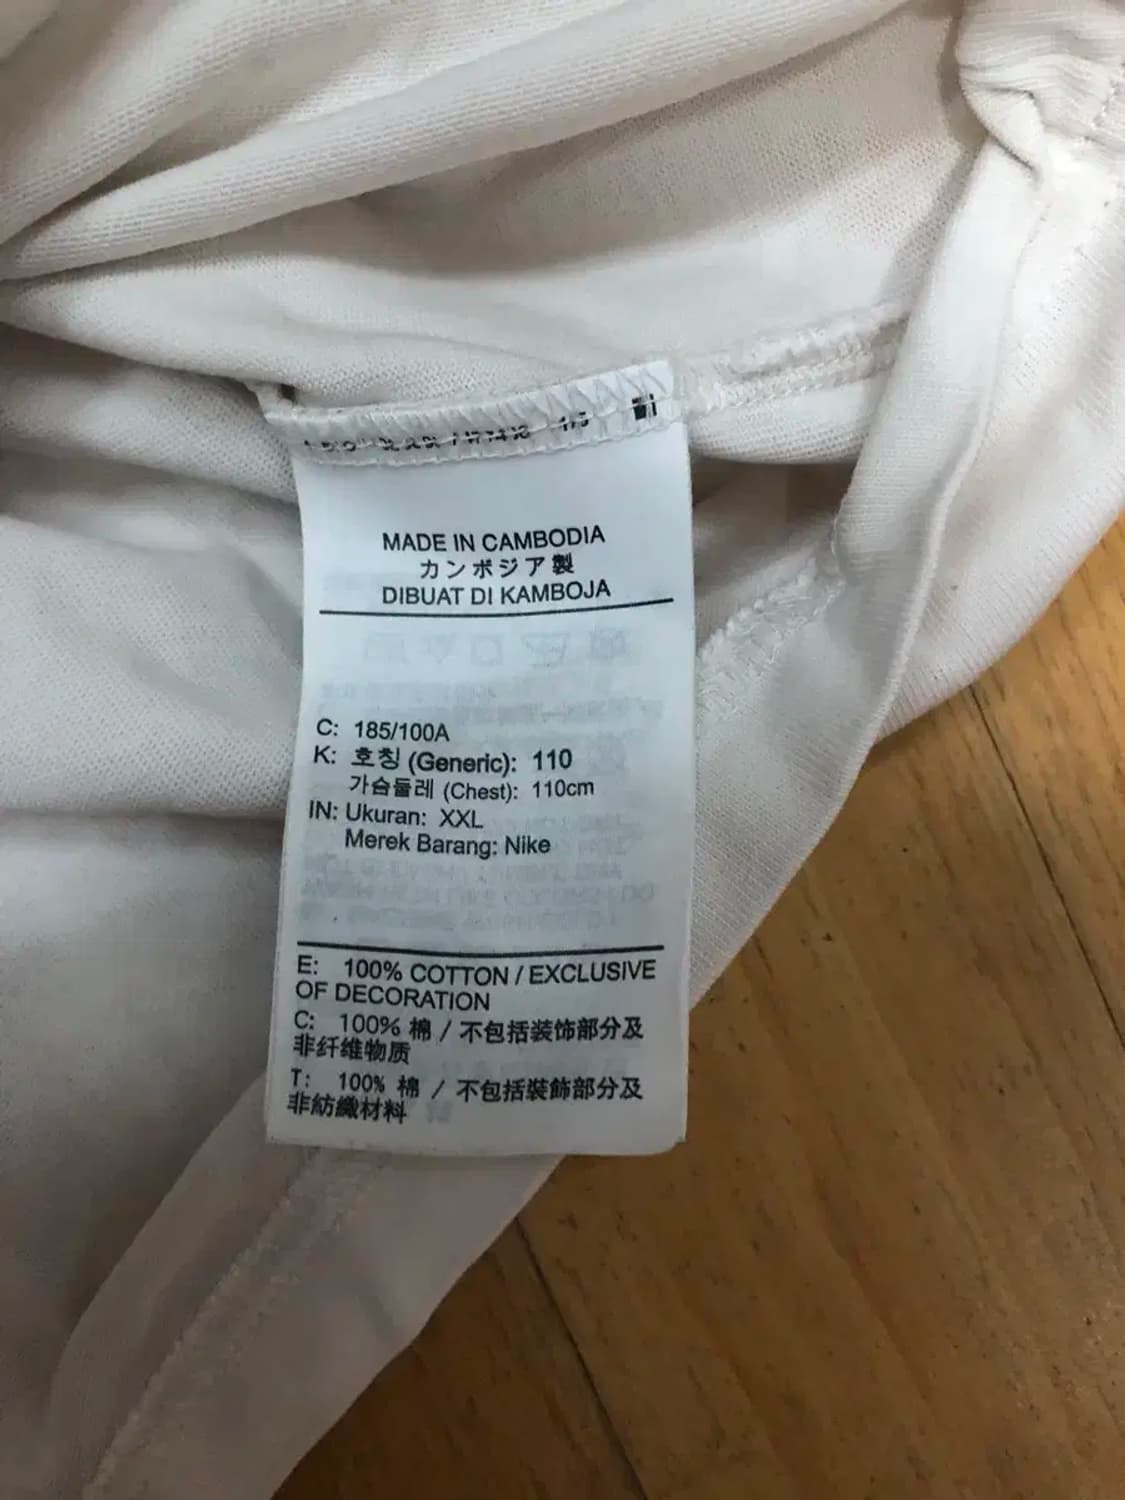 MADE IN CAMBODIA
カンボジア製
DIBUAT DI KAMBOJA
C: 185/100A
K: 호칭 (Generic): 110
가슴둘레 (Chest): 110cm
IN: Ukuran: XXL
Merek Barang: Nike
E: 100% COTTON / EXCLUSIVE
OF DECORATION
C: 100% 棉 / 不包括装饰部分及
非纤维物质
T: 100% 棉 / 不包括裝飾部分及
非紡織材料